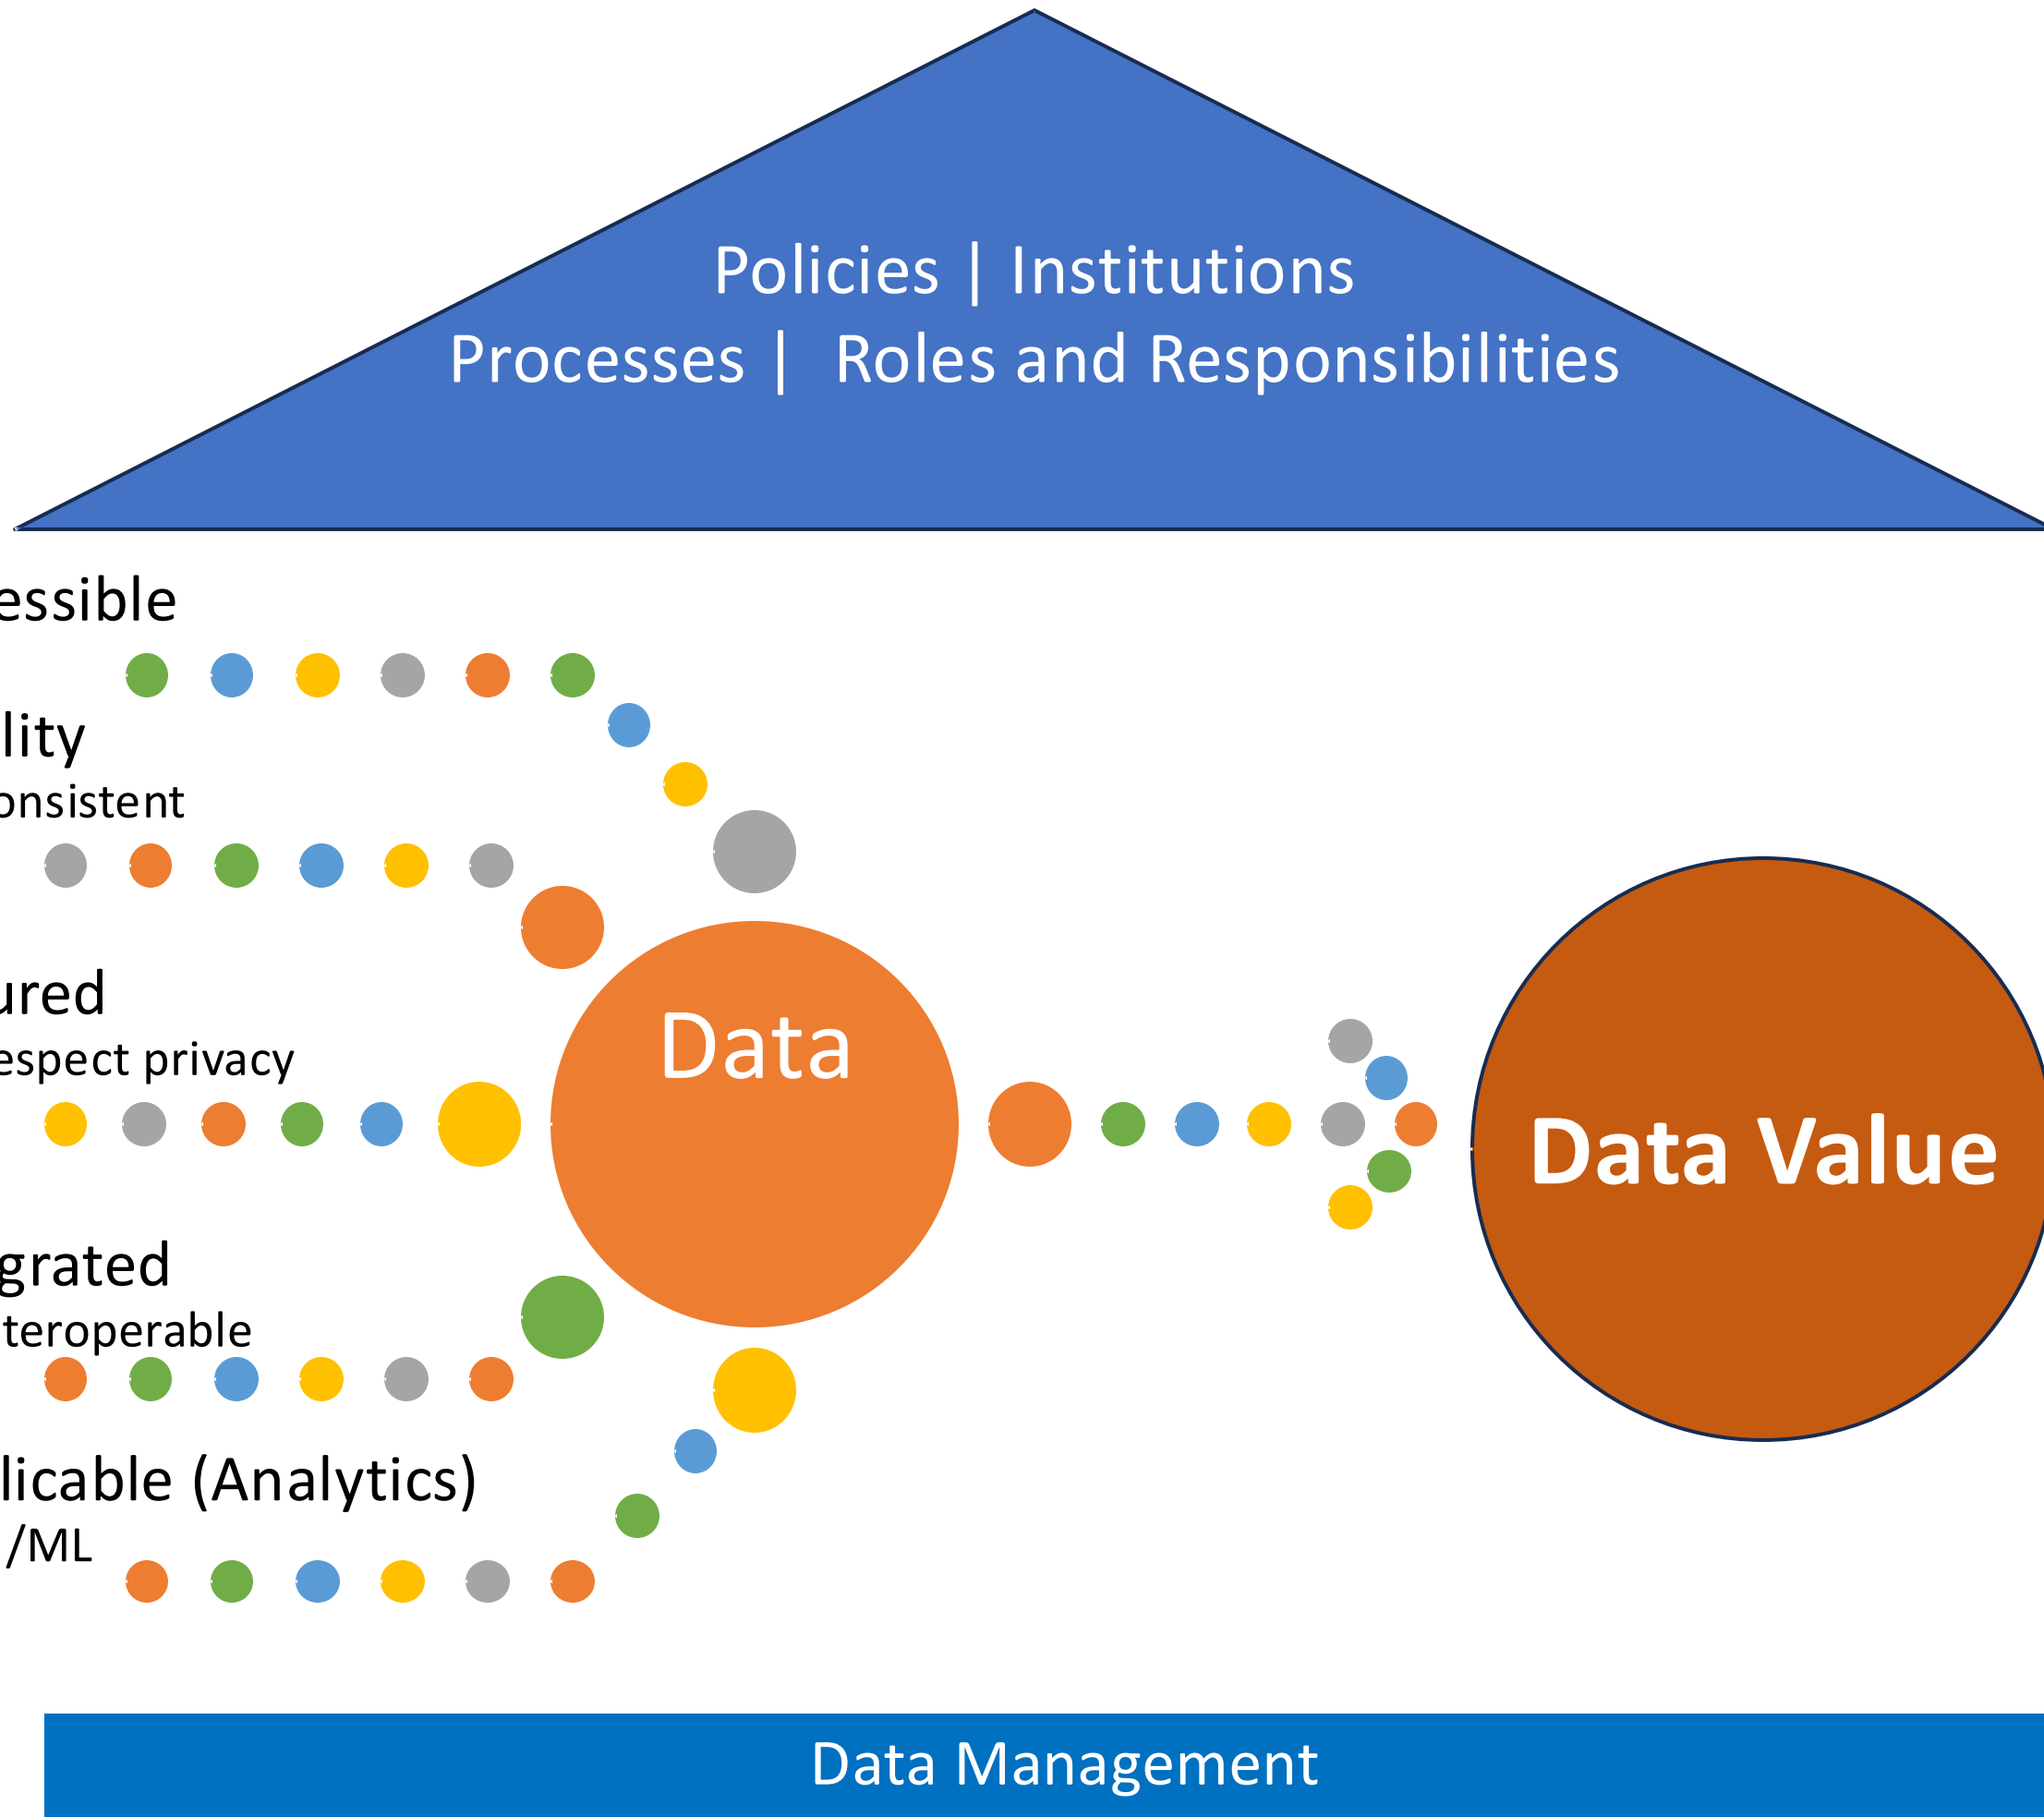 Policies | Institutions
Processes | Roles and Responsibilities
essible
lity
onsistent
ured
espect privacy
Data
Data Value
grated
teroperable
licable (Analytics)
/ML
Data Management